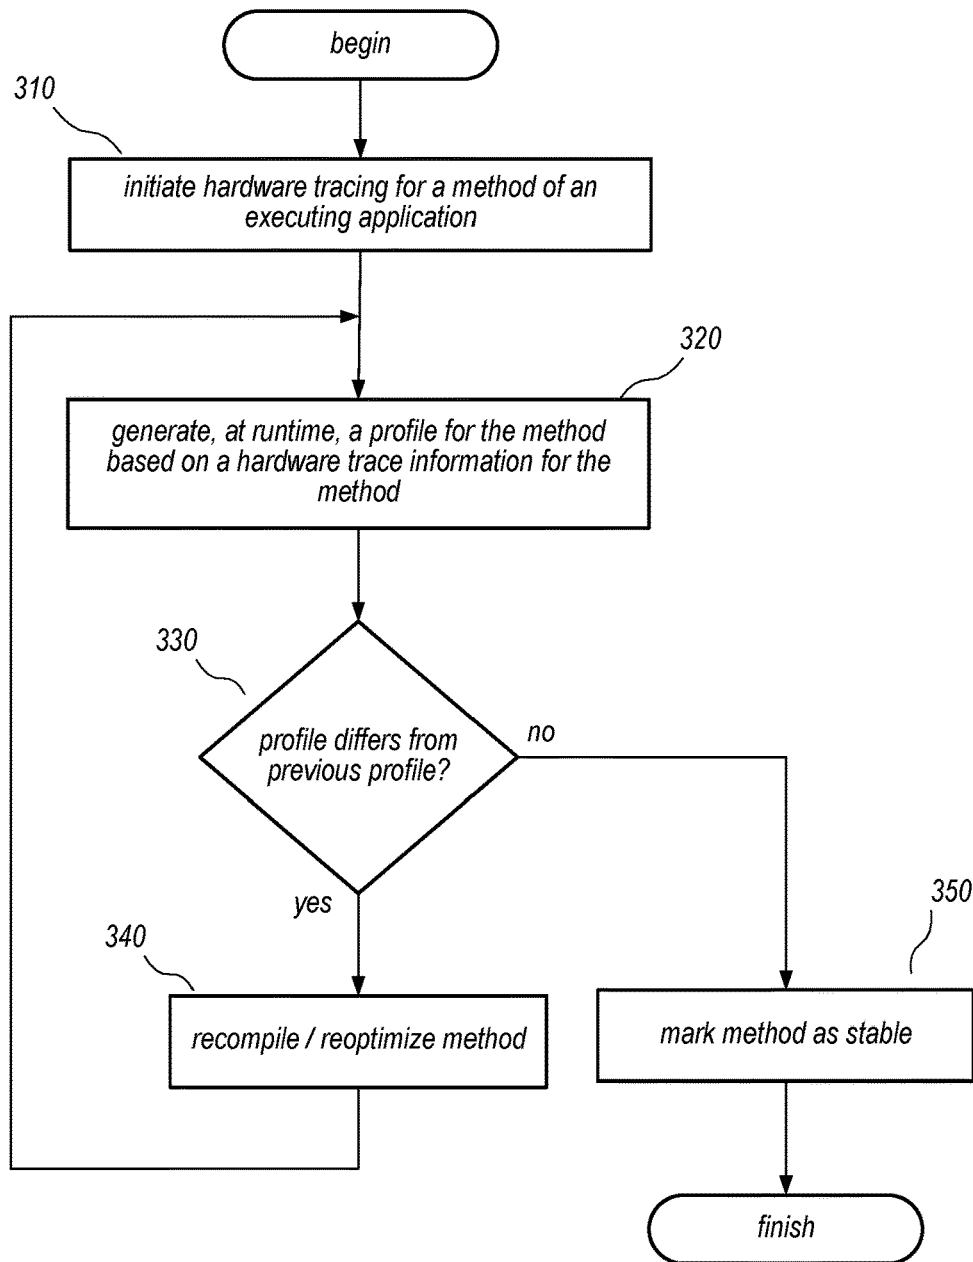 begin
310
initiate hardware tracing for a method of an
executing application
320
generate, at runtime, a profile for the method
based on a hardware trace information for the
method
330
profile differs from
previous profile?
no
yes
340
350
recompile / reoptimize method
mark method as stable
finish